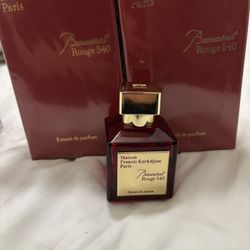 Paris
Paris
Baccarat
Rouge 540
Baccarat
Rouge 540
Extrait de parfum
Extrait de parfum
Maison
Francis Kurkdjian
Paris
Baccarat
Rouge 540
Extrait de parfum